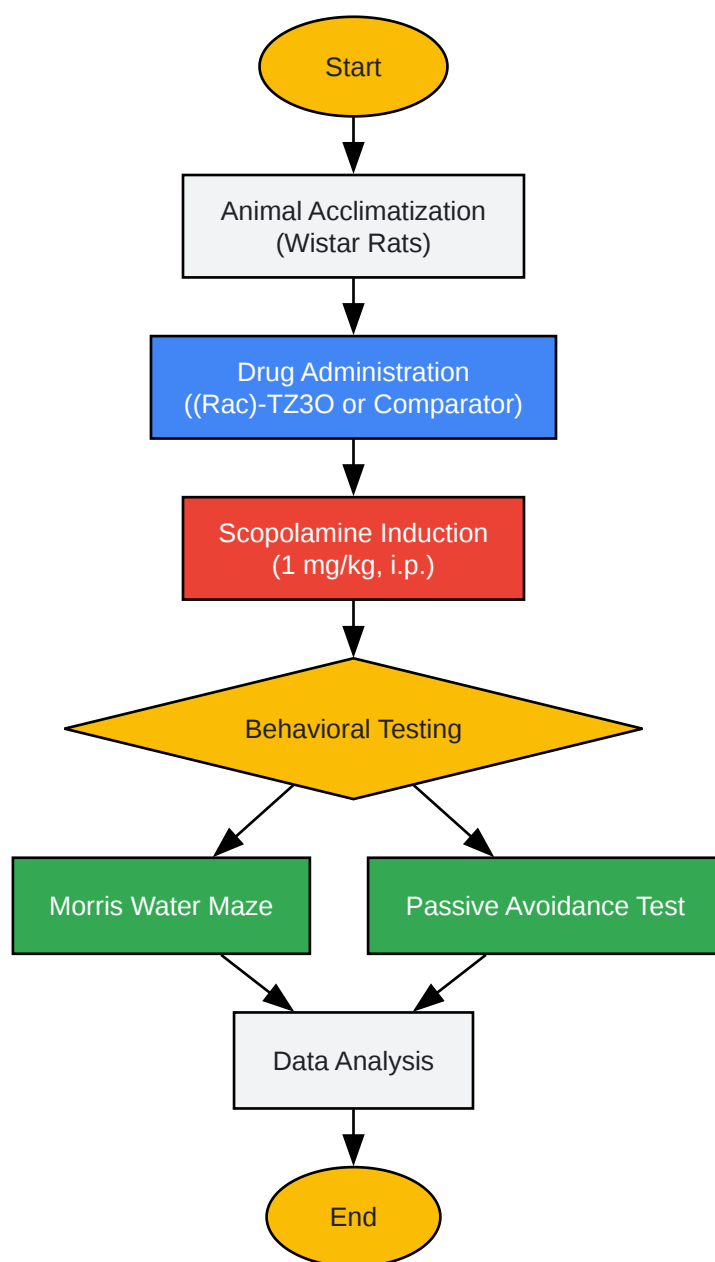 Start
Animal Acclimatization
(Wistar Rats)
Drug Administration
((Rac)-TZ3O or Comparator)
Scopolamine Induction
(1 mg/kg, i.p.)
Behavioral Testing
Morris Water Maze
Passive Avoidance Test
Data Analysis
End